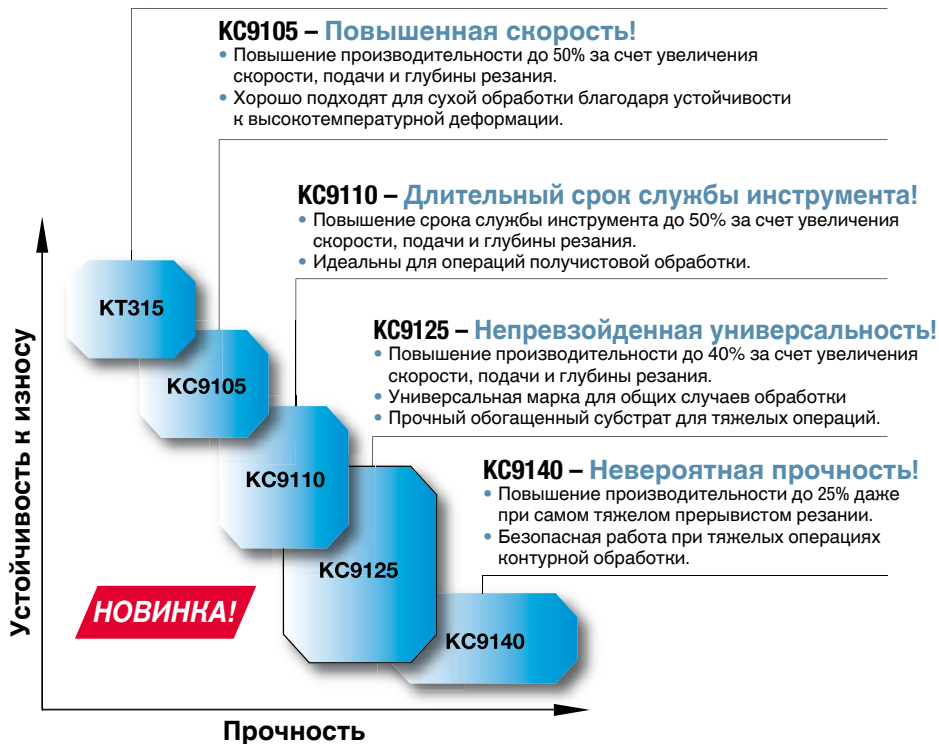 KC9105 – Повышенная скорость!
• Повышение производительности до 50% за счет увеличения
скорости, подачи и глубины резания.
• Хорошо подходят для сухой обработки благодаря устойчивости
к высокотемпературной деформации.
KC9110 – Длительный срок службы инструмента!
• Повышение срока службы инструмента до 50% за счет увеличения
скорости, подачи и глубины резания.
• Идеальны для операций получистовой обработки.
KC9125 – Непревзойденная универсальность!
• Повышение производительности до 40% за счет увеличения
скорости, подачи и глубины резания.
• Универсальная марка для общих случаев обработки
• Прочный обогащенный субстрат для тяжелых операций.
KC9140 – Невероятная прочность!
• Повышение производительности до 25% даже
при самом тяжелом прерывистом резании.
• Безопасная работа при тяжелых операциях
контурной обработки.
Устойчивость к износу
KT315
KC9105
KC9110
KC9125
KC9140
НОВИНКА!
Прочность